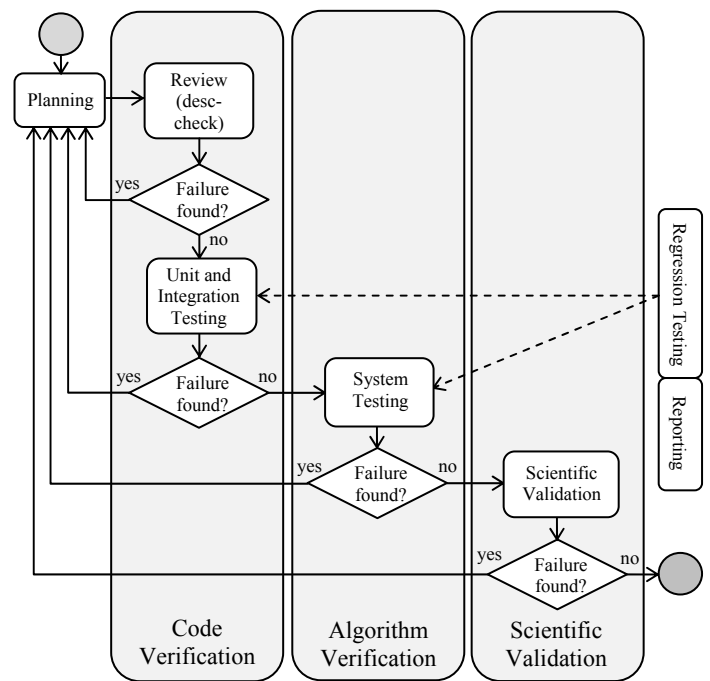 Planning
Review
(desc-
check)
yes
Failure
found?
no
Unit and
Integration
Testing
yes
Failure
found?
no
System
Testing
yes
Failure
found?
no
Scientific
Validation
yes
Failure
found?
no
Regression Testing
Reporting
Code
Verification
Algorithm
Verification
Scientific
Validation